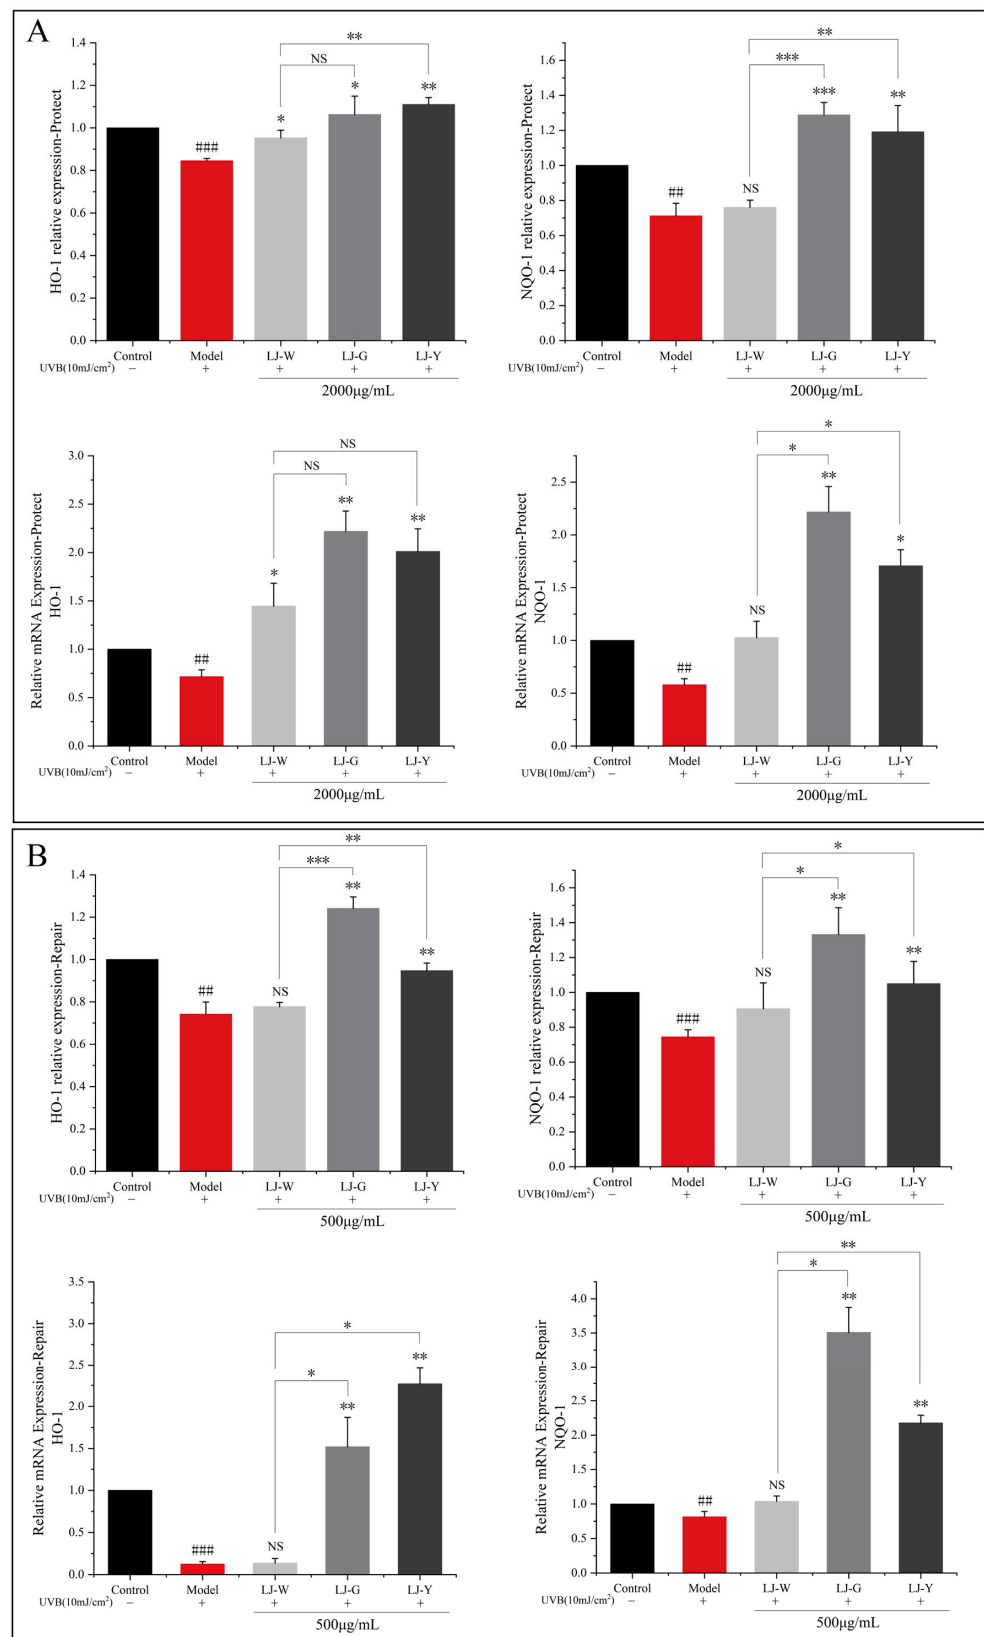 A
HO-1 relative expression-Protect
1.4
1.2
1.0
0.8
0.6
0.4
0.2
0.0
###
*
*
**
NS
**
Control Model LJ-W LJ-G LJ-Y
UVB(10mJ/cm²) − + + + +
2000μg/mL
NQO-1 relative expression-Protect
1.6
1.4
1.2
1.0
0.8
0.6
0.4
0.2
0.0
##
NS
***
**
***
**
Control Model LJ-W LJ-G LJ-Y
UVB(10mJ/cm²) − + + + +
2000μg/mL
Relative mRNA Expression-Protect
HO-1
3.0
2.5
2.0
1.5
1.0
0.5
0.0
##
*
**
**
NS
NS
Control Model LJ-W LJ-G LJ-Y
UVB(10mJ/cm²) − + + + +
2000μg/mL
Relative mRNA Expression-Protect
NQO-1
2.5
2.0
1.5
1.0
0.5
0.0
##
NS
**
*
*
*
Control Model LJ-W LJ-G LJ-Y
UVB(10mJ/cm²) − + + + +
2000μg/mL
B
HO-1 relative expression-Repair
1.4
1.2
1.0
0.8
0.6
0.4
0.2
0.0
##
NS
**
**
***
**
Control Model LJ-W LJ-G LJ-Y
UVB(10mJ/cm²) − + + + +
500μg/mL
NQO-1 relative expression-Repair
1.6
1.4
1.2
1.0
0.8
0.6
0.4
0.2
0.0
###
NS
**
**
*
*
Control Model LJ-W LJ-G LJ-Y
UVB(10mJ/cm²) − + + + +
500μg/mL
Relative mRNA Expression-Repair
HO-1
3.5
3.0
2.5
2.0
1.5
1.0
0.5
0.0
###
NS
**
**
*
*
Control Model LJ-W LJ-G LJ-Y
UVB(10mJ/cm²) − + + + +
500μg/mL
Relative mRNA Expression-Repair
NQO-1
4.0
3.5
3.0
2.5
2.0
1.5
1.0
0.5
0.0
##
NS
**
**
*
**
Control Model LJ-W LJ-G LJ-Y
UVB(10mJ/cm²) − + + + +
500μg/mL